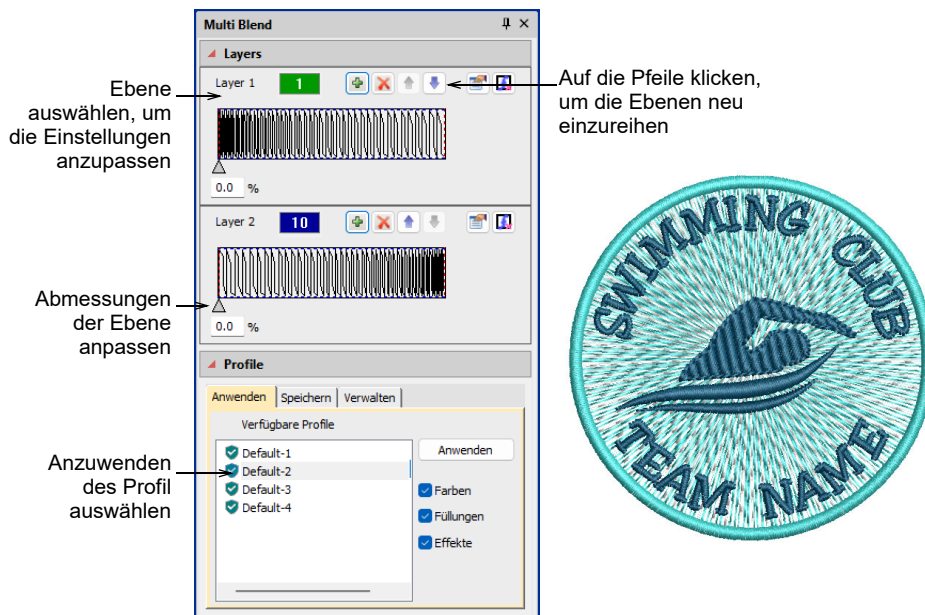 Multi Blend
Layers
Layer 1
1
0.0 %
Layer 2
10
0.0 %
Profile
Anwenden Speichern Verwalten
Verfügbare Profile
Default-1
Default-2
Default-3
Default-4
Anwenden
Farben
Füllungen
Effekte
Ebene
auswählen, um
die Einstellungen
anzupassen
Abmessungen
der Ebene
anpassen
Anzuwenden
des Profil
auswählen
Auf die Pfeile klicken,
um die Ebenen neu
einzureihen
SWIMMING CLUB
TEAM NAME